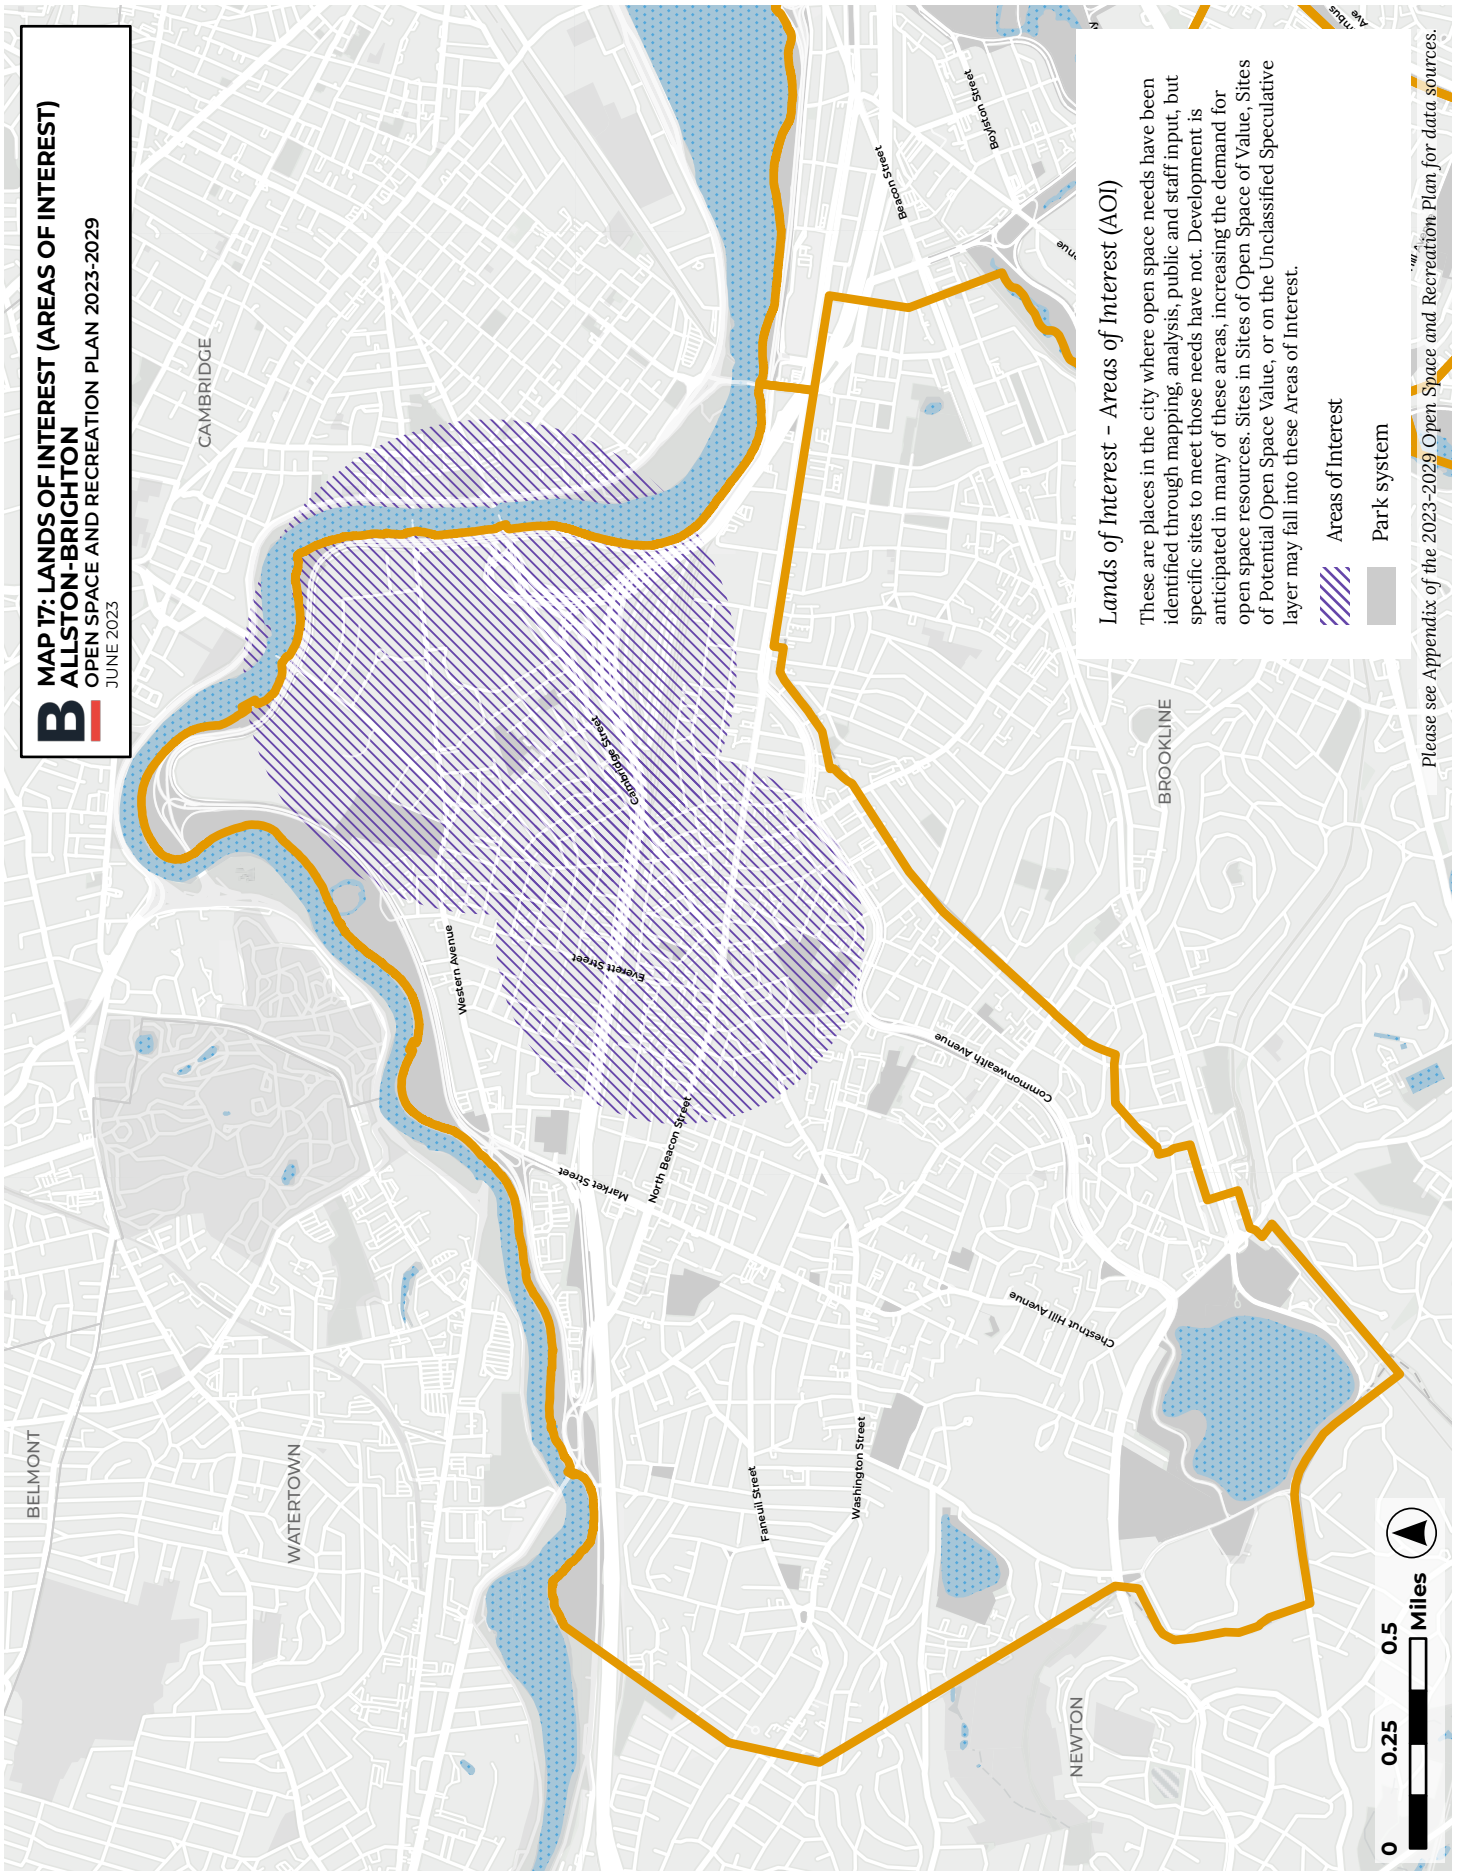 B
MAP 17: LANDS OF INTEREST (AREAS OF INTEREST)
ALLSTON-BRIGHTON
OPEN SPACE AND RECREATION PLAN 2023-2029
JUNE 2023
BELMONT
WATERTOWN
CAMBRIDGE
Western Avenue
Everett Street
Cambridge Street
Market Street
North Beacon Street
Faneuil Street
Washington Street
Commonwealth Avenue
Chestnut Hill Avenue
Beacon Street
Boylston Street
NEWTON
BROOKLINE
Ave
Lands of Interest – Areas of Interest (AOI)
These are places in the city where open space needs have been
identified through mapping, analysis, public and staff input, but
specific sites to meet those needs have not. Development is
anticipated in many of these areas, increasing the demand for
open space resources. Sites in Sites of Open Space of Value, Sites
of Potential Open Space Value, or on the Unclassified Speculative
layer may fall into these Areas of Interest.
Areas of Interest
Park system
0 0.25 0.5
Miles
Please see Appendix of the 2023-2029 Open Space and Recreation Plan for data sources.